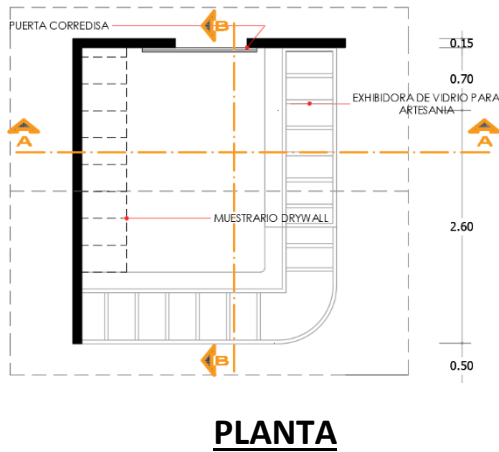 B
PUERTA CORREDISA
0.15
0.70
EXHIBIDORA DE VIDRIO PARA
ARTESANIA
A
A
MUESTRARIO DRYWALL
2.60
B
0.50
PLANTA